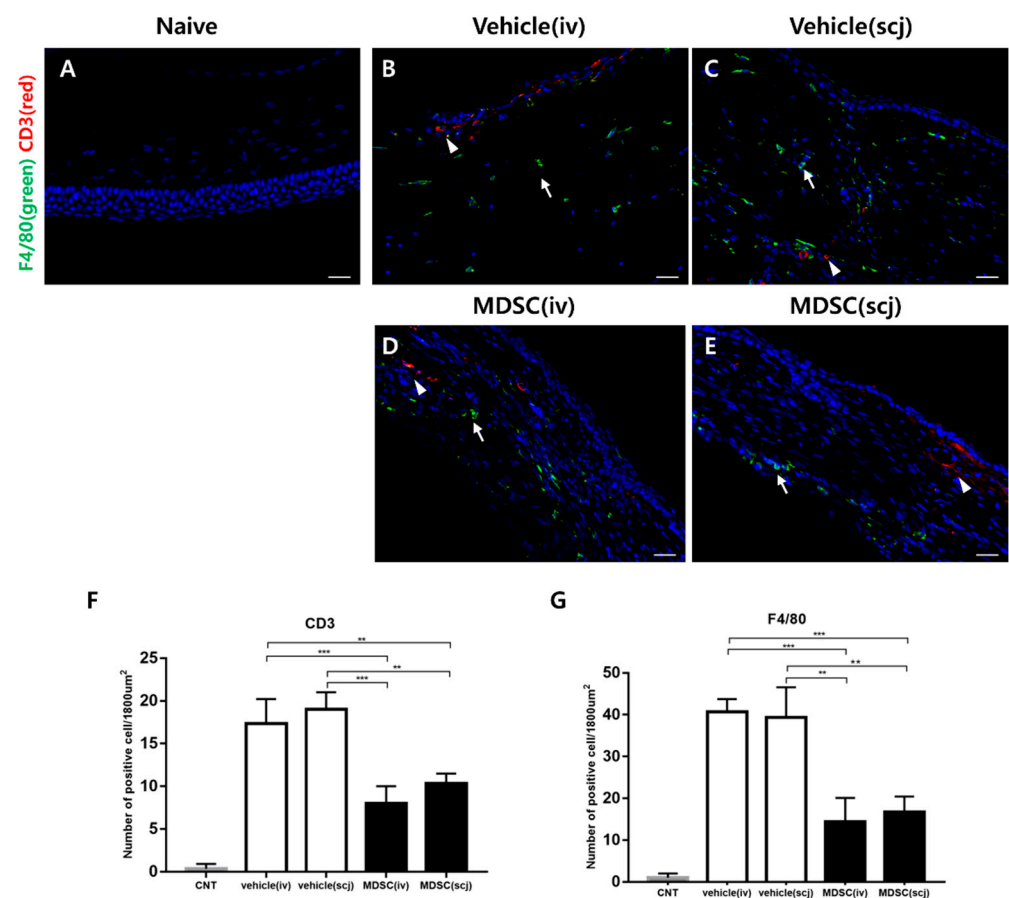 Naive
Vehicle(iv)
Vehicle(scj)
F4/80(green) CD3(red)
A
B
C
MDSC(iv)
MDSC(scj)
D
E
F
CD3
**
***
**
***
Number of positive cell/1800um²
25
20
15
10
5
0
CNT
vehicle(iv)
vehicle(scj)
MDSC(iv)
MDSC(scj)
G
F4/80
***
***
**
**
Number of positive cell/1800um²
50
40
30
20
10
0
CNT
vehicle(iv)
vehicle(scj)
MDSC(iv)
MDSC(scj)